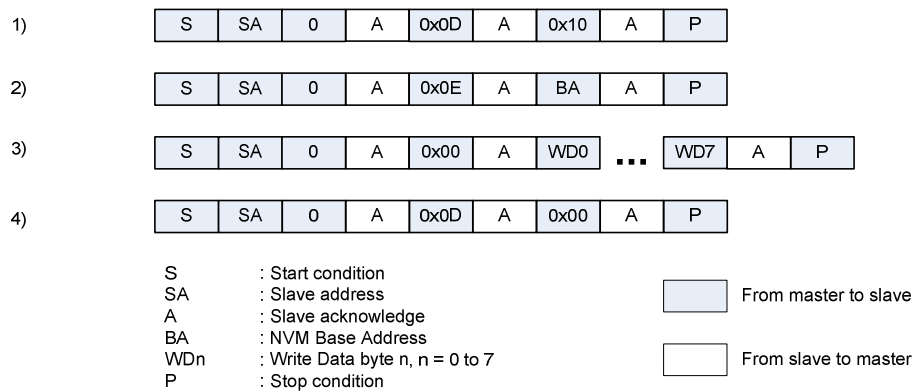 1) S SA 0 A 0x0D A 0x10 A P
2) S SA 0 A 0x0E A BA A P
3) S SA 0 A 0x00 A WD0 ... WD7 A P
4) S SA 0 A 0x0D A 0x00 A P
S : Start condition
SA : Slave address
A : Slave acknowledge
BA : NVM Base Address
WDn : Write Data byte n, n = 0 to 7
P : Stop condition
From master to slave
From slave to master